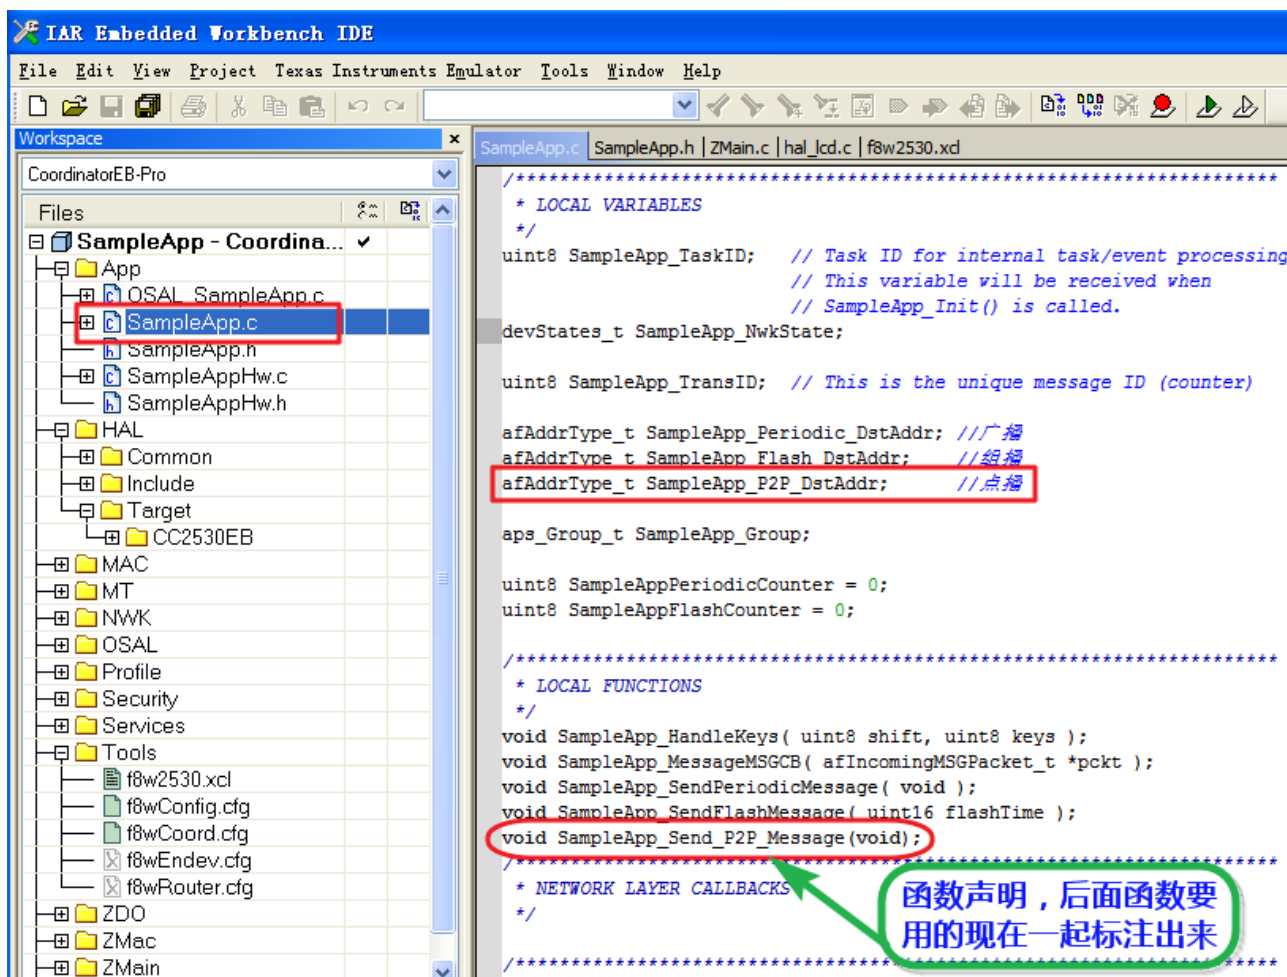 IAR Embedded Workbench IDE
File Edit View Project Texas Instruments Emulator Tools Window Help
Workspace
CoordinatorEB-Pro
Files
SampleApp - Coordina...
App
OSAL_SampleApp.c
SampleApp.c
SampleApp.h
SampleAppHw.c
SampleAppHw.h
HAL
Common
Include
Target
CC2530EB
MAC
MT
NWK
OSAL
Profile
Security
Services
Tools
f8w2530.xcl
f8wConfig.cfg
f8wCoord.cfg
f8wEndev.cfg
f8wRouter.cfg
ZDO
ZMac
ZMain
SampleApp.c SampleApp.h ZMain.c hal_lcd.c f8w2530.xcl
/*********************************************************************
* LOCAL VARIABLES
*/
uint8 SampleApp_TaskID; // Task ID for internal task/event processing
// This variable will be received when
// SampleApp_Init() is called.
devStates_t SampleApp_NwkState;
uint8 SampleApp_TransID; // This is the unique message ID (counter)
afAddrType_t SampleApp_Periodic_DstAddr; //广播
afAddrType_t SampleApp_Flash_DstAddr; //组播
afAddrType_t SampleApp_P2P_DstAddr; //点播
aps_Group_t SampleApp_Group;
uint8 SampleAppPeriodicCounter = 0;
uint8 SampleAppFlashCounter = 0;
/*********************************************************************
* LOCAL FUNCTIONS
*/
void SampleApp_HandleKeys( uint8 shift, uint8 keys );
void SampleApp_MessageMSGCB( afIncomingMSGPacket_t *pckt );
void SampleApp_SendPeriodicMessage( void );
void SampleApp_SendFlashMessage( uint16 flashTime );
void SampleApp_Send_P2P_Message(void);
/*********************************************************************
* NETWORK LAYER CALLBACKS
*/
函数声明，后面函数要
用的现在一起标注出来
/*********************************************************************